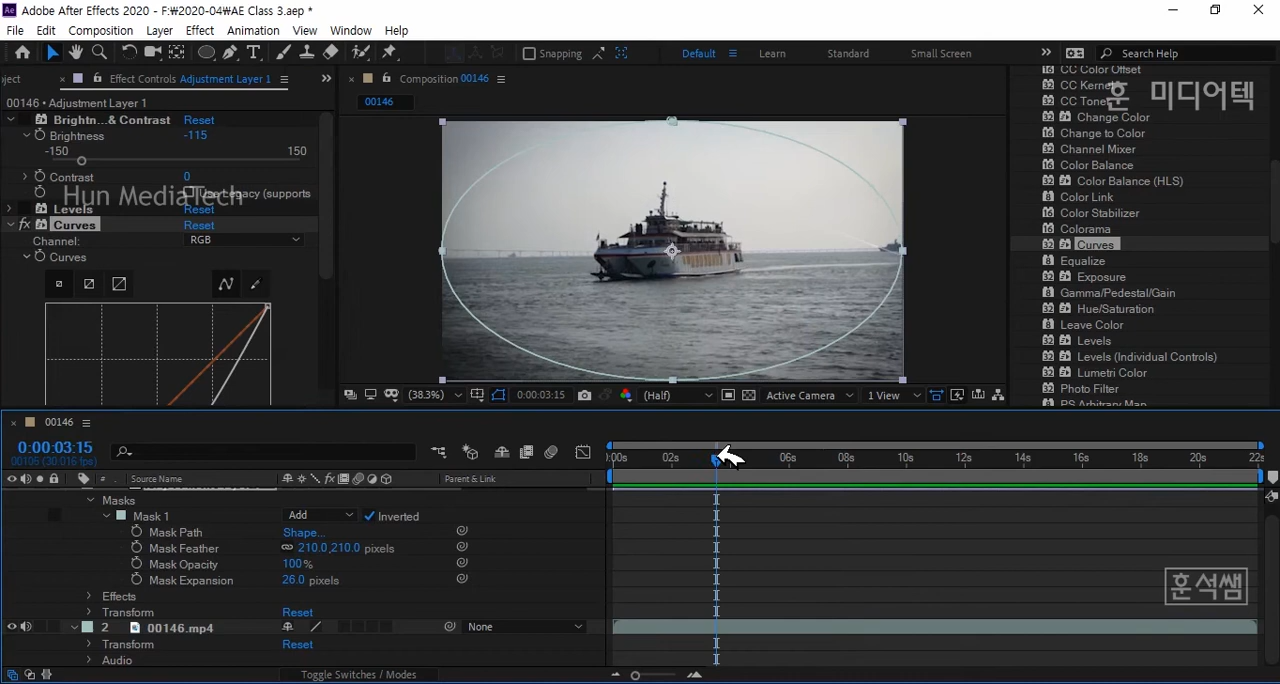 Adobe After Effects 2020 - F:\2020-04\AE Class 3.aep *
File Edit Composition Layer Effect Animation View Window Help
Snapping Default Learn Standard Small Screen Search Help
oject Effect Controls Adjustment Layer 1
Composition 00146
00146
00146 • Adjustment Layer 1
Brightn...& Contrast Reset
Brightness -115
-150 150
Contrast 0
Use Legacy (supports
Hun MediaTech
Levels Reset
Curves Reset
Channel: RGB
Curves
(38.3%) 0:00:03:15 (Half) Active Camera 1 View
CC Color Offset
CC Kerne
CC Tone
훈 미디어텍
Change Color
Change to Color
Channel Mixer
Color Balance
Color Balance (HLS)
Color Link
Color Stabilizer
Colorama
Curves
Equalize
Exposure
Gamma/Pedestal/Gain
Hue/Saturation
Leave Color
Levels
Levels (Individual Controls)
Lumetri Color
Photo Filter
PS Arbitrary Map
00146
0:00:03:15
00105 (30.016 fps)
:00s 02s 06s 08s 10s 12s 14s 16s 18s 20s 22s
# Source Name Parent & Link
Masks
Mask 1 Add Inverted
Mask Path Shape...
Mask Feather 210.0,210.0 pixels
Mask Opacity 100%
Mask Expansion 26.0 pixels
Effects
Transform Reset
2 00146.mp4 None
Transform Reset
Audio
Toggle Switches / Modes
훈석쌤